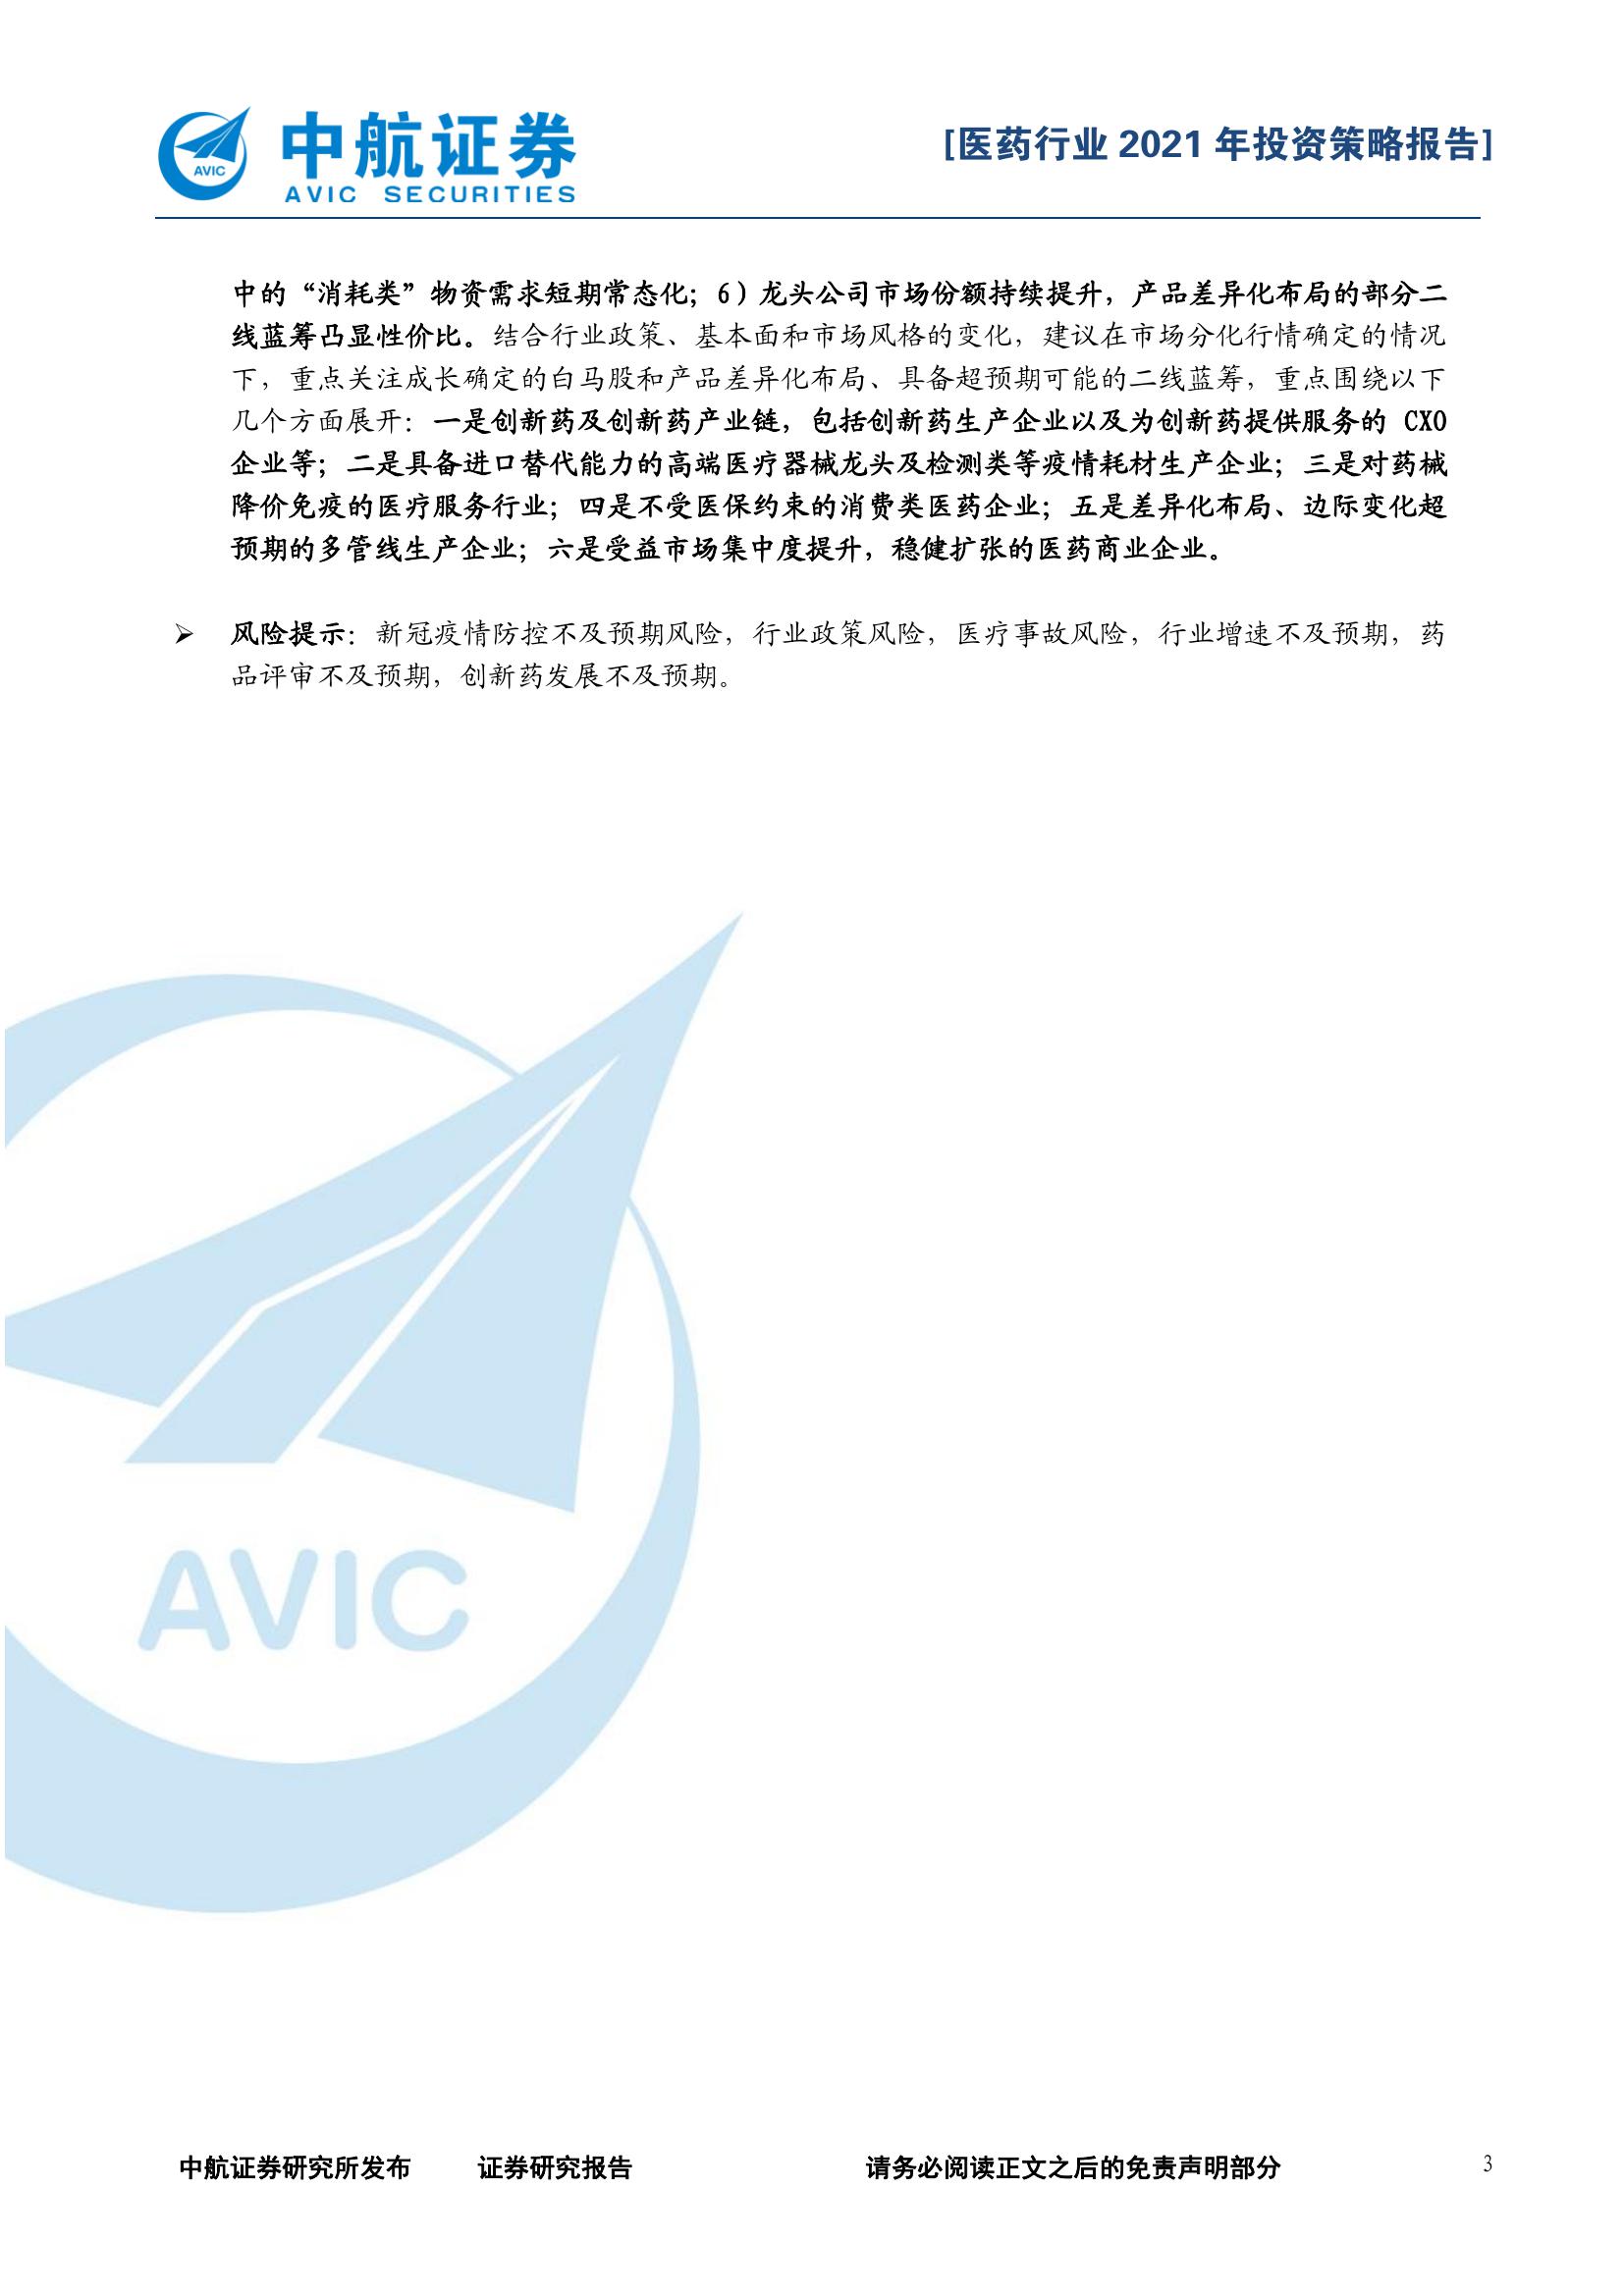 AVIC
中航证券
AVIC SECURITIES
[医药行业 2021 年投资策略报告]
中的“消耗类”物资需求短期常态化；6）龙头公司市场份额持续提升，产品差异化布局的部分二
线蓝筹凸显性价比。结合行业政策、基本面和市场风格的变化，建议在市场分化行情确定的情况
下，重点关注成长确定的白马股和产品差异化布局、具备超预期可能的二线蓝筹，重点围绕以下
几个方面展开：一是创新药及创新药产业链，包括创新药生产企业以及为创新药提供服务的 CXO
企业等；二是具备进口替代能力的高端医疗器械龙头及检测类等疫情耗材生产企业；三是对药械
降价免疫的医疗服务行业；四是不受医保约束的消费类医药企业；五是差异化布局、边际变化超
预期的多管线生产企业；六是受益市场集中度提升，稳健扩张的医药商业企业。
➢ 风险提示：新冠疫情防控不及预期风险，行业政策风险，医疗事故风险，行业增速不及预期，药
品评审不及预期，创新药发展不及预期。
AVIC
中航证券研究所发布 证券研究报告 请务必阅读正文之后的免责声明部分 3